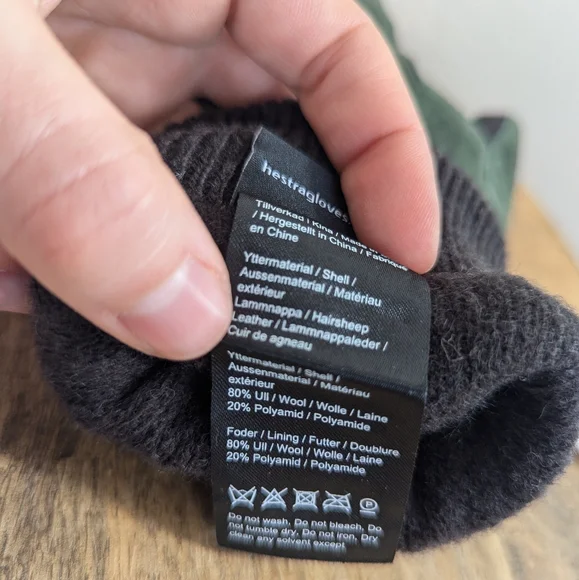 hestragloves
Tillverkad i Kina / Made in
/ Hergestellt in China / Fabriqué
en Chine
Yttermaterial / Shell /
Aussenmaterial / Matériau
extérieur
Lammnappa / Hairsheep
Leather / Lammnappaleder /
Cuir de agneau
Yttermaterial / Shell /
Aussenmaterial / Matériau
extérieur
80% Ull / Wool / Wolle / Laine
20% Polyamid / Polyamide
Foder / Lining / Futter / Doublure
80% Ull / Wool / Wolle / Laine
20% Polyamid / Polyamide
P
Do not wash, Do not bleach, Do
not tumble dry, Do not iron, Dry
clean any solvent except